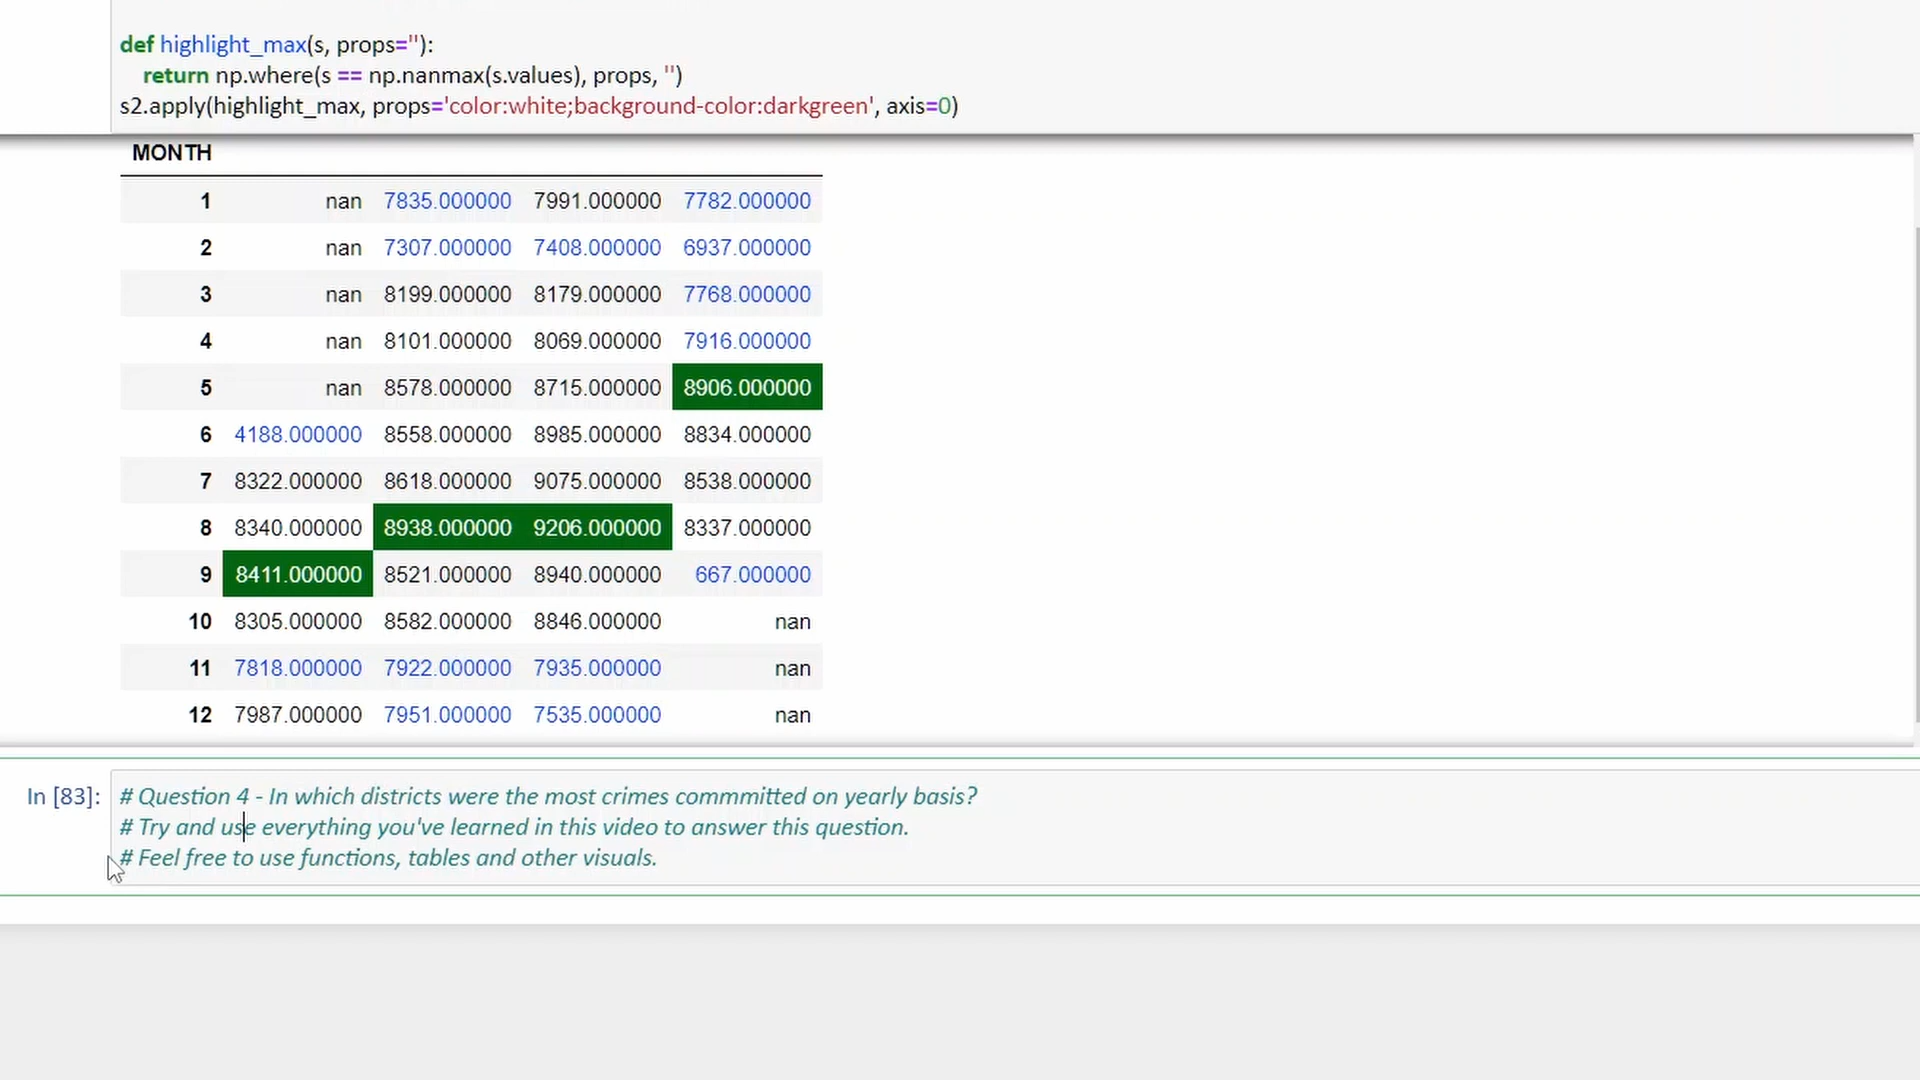 def highlight_max(s, props=''):
return np.where(s == np.nanmax(s.values), props, '')
s2.apply(highlight_max, props='color:white;background-color:darkgreen', axis=0)
MONTH
1 nan 7835.000000 7991.000000 7782.000000
2 nan 7307.000000 7408.000000 6937.000000
3 nan 8199.000000 8179.000000 7768.000000
4 nan 8101.000000 8069.000000 7916.000000
5 nan 8578.000000 8715.000000 8906.000000
6 4188.000000 8558.000000 8985.000000 8834.000000
7 8322.000000 8618.000000 9075.000000 8538.000000
8 8340.000000 8938.000000 9206.000000 8337.000000
9 8411.000000 8521.000000 8940.000000 667.000000
10 8305.000000 8582.000000 8846.000000 nan
11 7818.000000 7922.000000 7935.000000 nan
12 7987.000000 7951.000000 7535.000000 nan
In [83]: # Question 4 - In which districts were the most crimes commmitted on yearly basis?
# Try and use everything you've learned in this video to answer this question.
# Feel free to use functions, tables and other visuals.